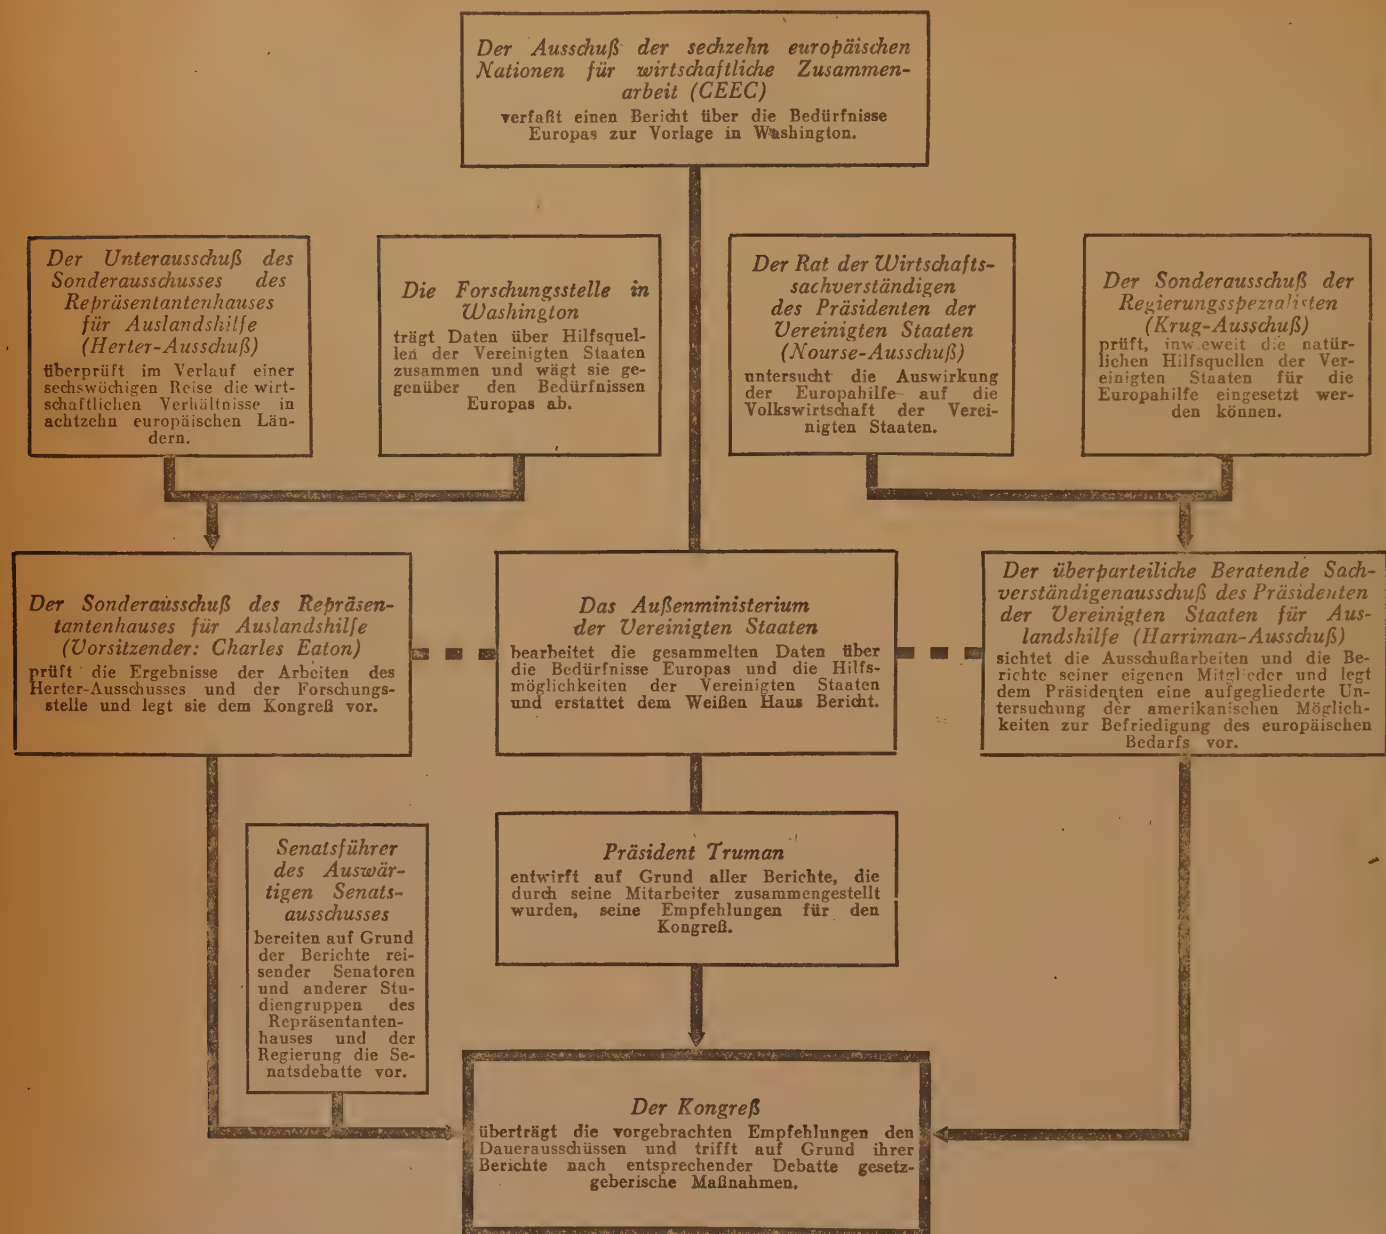 Der Ausschuß der sechzehn europäischen
Nationen für wirtschaftliche Zusammen-
arbeit (CEEC)
verfaßt einen Bericht über die Bedürfnisse
Europas zur Vorlage in Washington.
Der Unterausschuß des
Sonderausschusses des
Repräsentantenhauses
für Auslandshilfe
(Herter-Ausschuß)
überprüft im Verlauf einer
sechswöchigen Reise die wirt-
schaftlichen Verhältnisse in
achtzehn europäischen Län-
dern.
Die Forschungsstelle in
Washington
trägt Daten über Hilfsquel-
len der Vereinigten Staaten
zusammen und wägt sie ge-
genüber den Bedürfnissen
Europas ab.
Der Rat der Wirtschafts-
sachverständigen
des Präsidenten der
Vereinigten Staaten
(Nourse-Ausschuß)
untersucht die Auswirkung
der Europahilfe auf die
Volkswirtschaft der Verei-
nigten Staaten.
Der Sonderausschuß der
Regierungsspezialisten
(Krug-Ausschuß)
prüft, inwieweit die natür-
lichen Hilfsquellen der Ver-
einigten Staaten für die
Europahilfe eingesetzt wer-
den können.
Der Sonderausschuß des Repräsen-
tantenhauses für Auslandshilfe
(Vorsitzender: Charles Eaton)
prüft die Ergebnisse der Arbeiten des
Herter-Ausschusses und der Forschungs-
stelle und legt sie dem Kongreß vor.
Das Außenministerium
der Vereinigten Staaten
bearbeitet die gesammelten Daten über
die Bedürfnisse Europas und die Hilfs-
möglichkeiten der Vereinigten Staaten
und erstattet dem Weißen Haus Bericht.
Der überparteiliche Beratende Sach-
verständigenausschuß des Präsidenten
der Vereinigten Staaten für Aus-
landshilfe (Harriman-Ausschuß)
sichtet die Ausschußarbeiten und die Be-
richte seiner eigenen Mitglieder und legt
dem Präsidenten eine aufgegliederte Un-
tersuchung der amerikanischen Möglich-
keiten zur Befriedigung des europäischen
Bedarfs vor.
Senatsführer
des Auswär-
tigen Senats-
ausschusses
bereiten auf Grund
der Berichte rei-
sender Senatoren
und anderer Stu-
diengruppen des
Repräsentanten-
hauses und der
Regierung die Se-
natsdebatte vor.
Präsident Truman
entwirft auf Grund aller Berichte, die
durch seine Mitarbeiter zusammengestellt
wurden, seine Empfehlungen für den
Kongreß.
Der Kongreß
überträgt die vorgebrachten Empfehlungen den
Dauerausschüssen und trifft auf Grund ihrer
Berichte nach entsprechender Debatte gesetz-
geberische Maßnahmen.